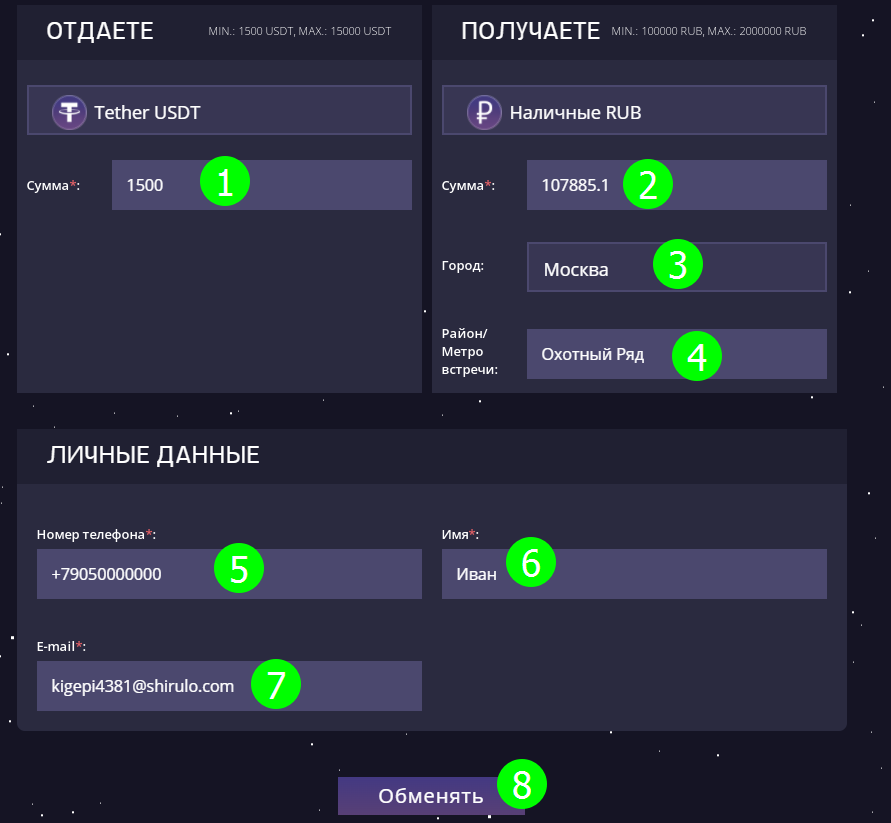 ОТДАЕТЕ MIN.: 1500 USDT, MAX.: 15000 USDT
Tether USDT
Сумма*: 1500 1
ПОЛУЧАЕТЕ MIN.: 100000 RUB, MAX.: 2000000 RUB
Наличные RUB
Сумма*: 107885.1 2
Город: Москва 3
Район/
Метро
встречи: Охотный Ряд 4
ЛИЧНЫЕ ДАННЫЕ
Номер телефона*:
+79050000000 5
Имя*:
Иван 6
E-mail*:
kigepi4381@shirulo.com 7
Обменять 8